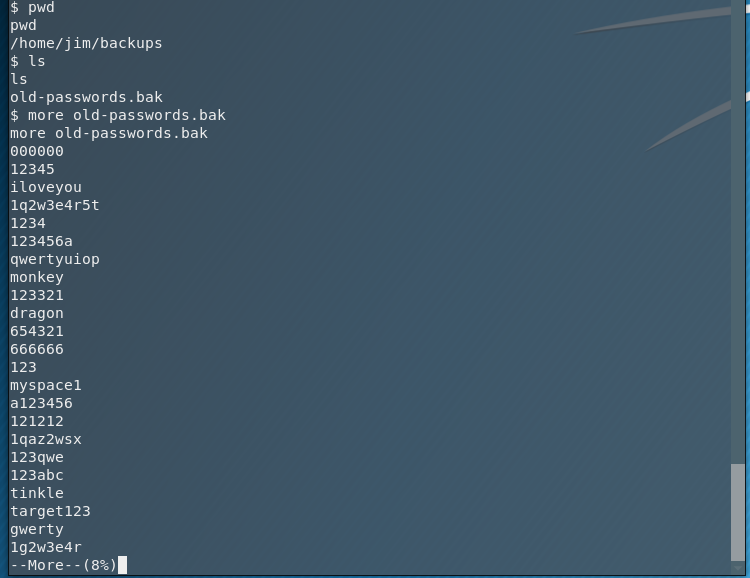 $ pwd
pwd
/home/jim/backups
$ ls
ls
old-passwords.bak
$ more old-passwords.bak
more old-passwords.bak
000000
12345
iloveyou
1q2w3e4r5t
1234
123456a
qwertyuiop
monkey
123321
dragon
654321
666666
123
myspace1
a123456
121212
1qaz2wsx
123qwe
123abc
tinkle
target123
gwerty
1g2w3e4r
--More--(8%)